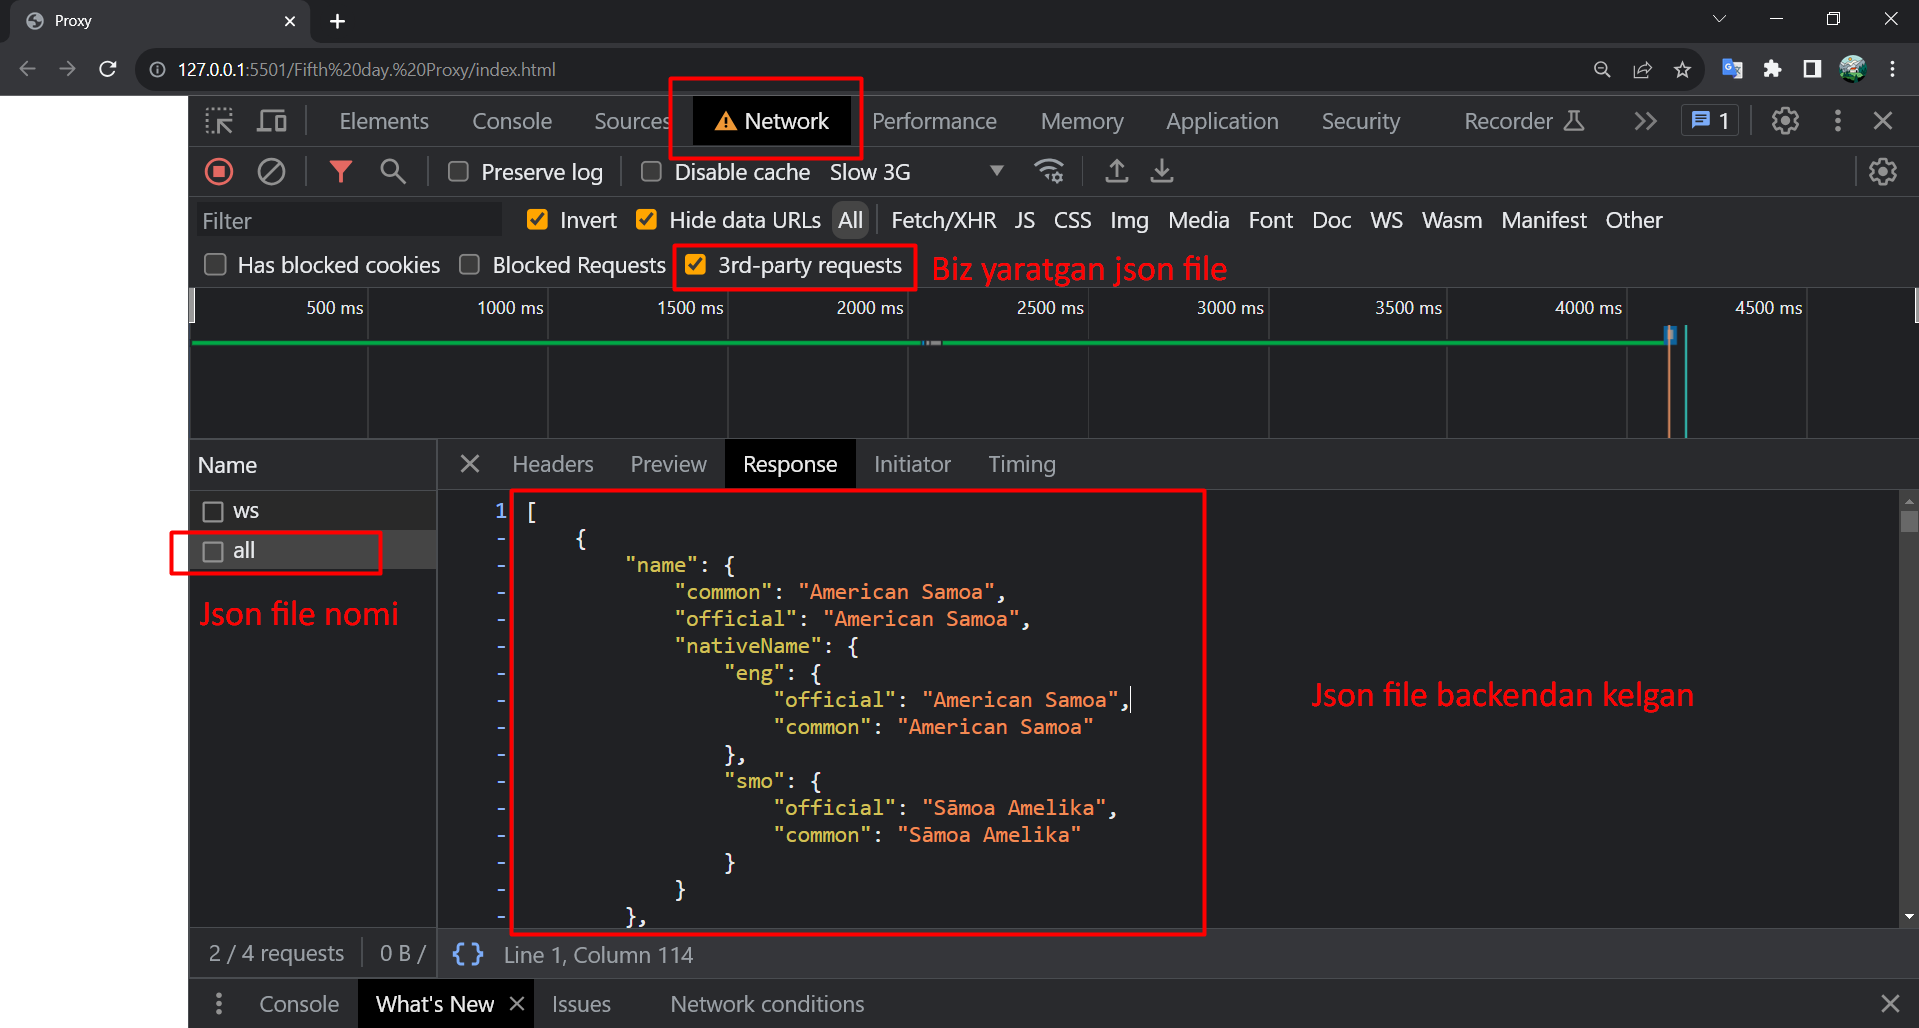 Proxy
127.0.0.1:5501/Fifth%20day.%20Proxy/index.html
Elements Console Sources Network Performance Memory Application Security Recorder 1
Preserve log Disable cache Slow 3G
Filter Invert Hide data URLs All Fetch/XHR JS CSS Img Media Font Doc WS Wasm Manifest Other
Has blocked cookies Blocked Requests 3rd-party requests Biz yaratgan json file
500 ms 1000 ms 1500 ms 2000 ms 2500 ms 3000 ms 3500 ms 4000 ms 4500 ms
Name
ws
all
Json file nomi
Headers Preview Response Initiator Timing
1 [
- {
- "name": {
- "common": "American Samoa",
- "official": "American Samoa",
- "nativeName": {
- "eng": {
- "official": "American Samoa",
- "common": "American Samoa"
- },
- "smo": {
- "official": "Sāmoa Amelika",
- "common": "Sāmoa Amelika"
- }
- }
- },
Json file backendan kelgan
2 / 4 requests 0 B /
{} Line 1, Column 114
Console What's New Issues Network conditions